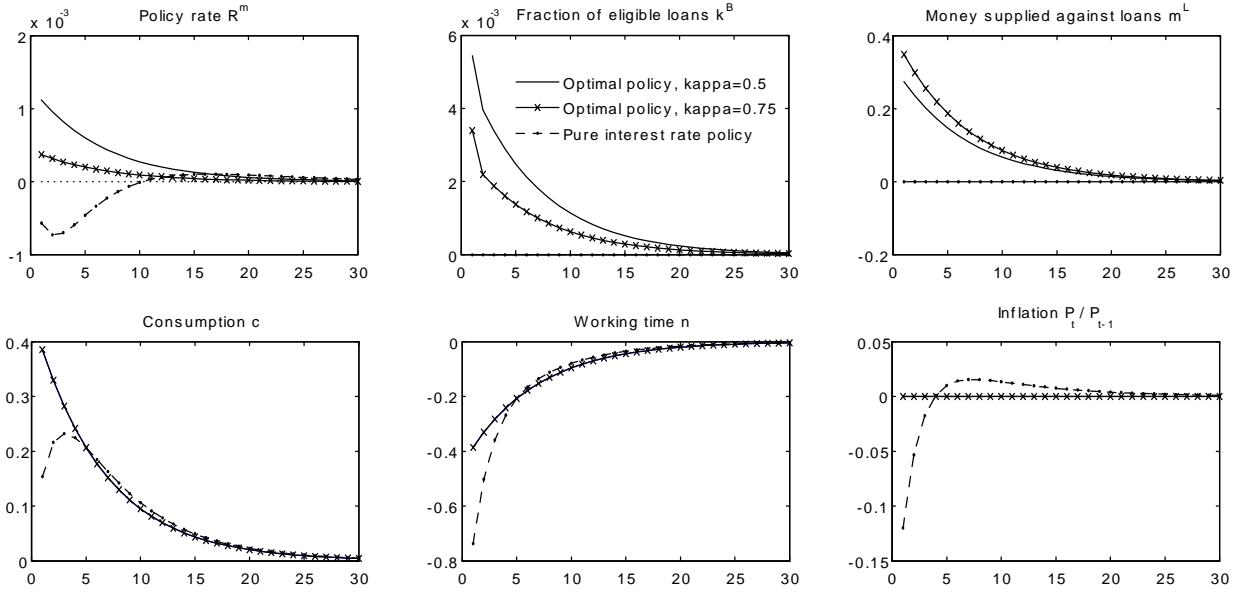 Policy rate R^m
x 10^-3
2
1
0
-1
0 5 10 15 20 25 30
Fraction of eligible loans k^B
x 10^-3
6
4
2
0
0 5 10 15 20 25 30
Optimal policy, kappa=0.5
Optimal policy, kappa=0.75
Pure interest rate policy
Money supplied against loans m^L
0.4
0.2
0
-0.2
0 5 10 15 20 25 30
Consumption c
0.4
0.3
0.2
0.1
0
0 5 10 15 20 25 30
Working time n
0
-0.2
-0.4
-0.6
-0.8
0 5 10 15 20 25 30
Inflation P_t / P_t-1
0.05
0
-0.05
-0.1
-0.15
0 5 10 15 20 25 30